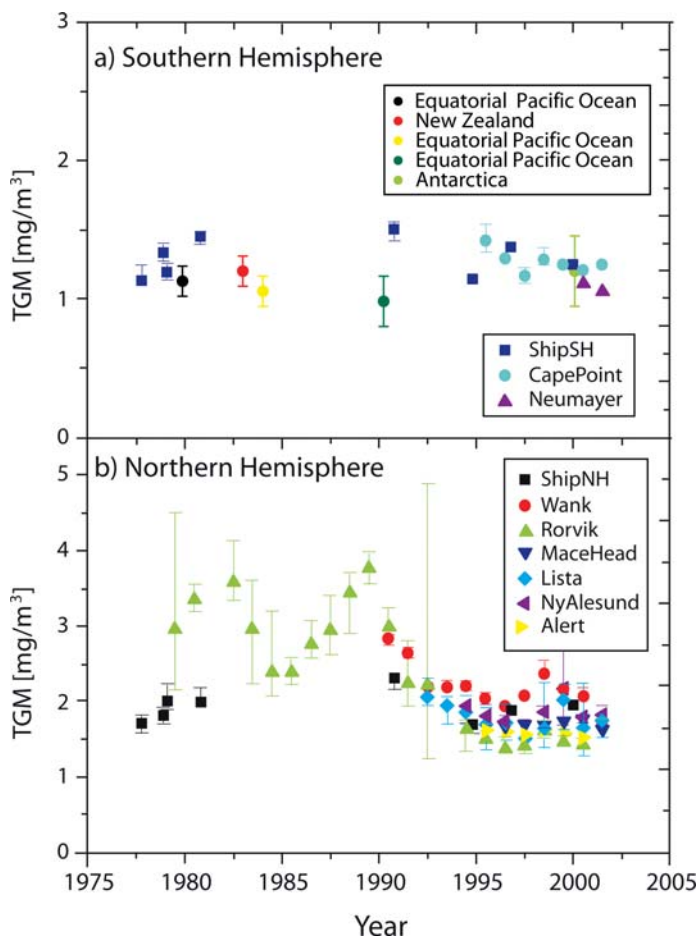 3
a) Southern Hemisphere
Equatorial Pacific Ocean
New Zealand
Equatorial Pacific Ocean
Equatorial Pacific Ocean
Antarctica
2
TGM [mg/m³]
1
ShipSH
CapePoint
Neumayer
0
b) Northern Hemisphere
5
ShipNH
Wank
Rorvik
MaceHead
Lista
NyAlesund
Alert
4
3
TGM [mg/m³]
2
1
0
1975 1980 1985 1990 1995 2000 2005
Year